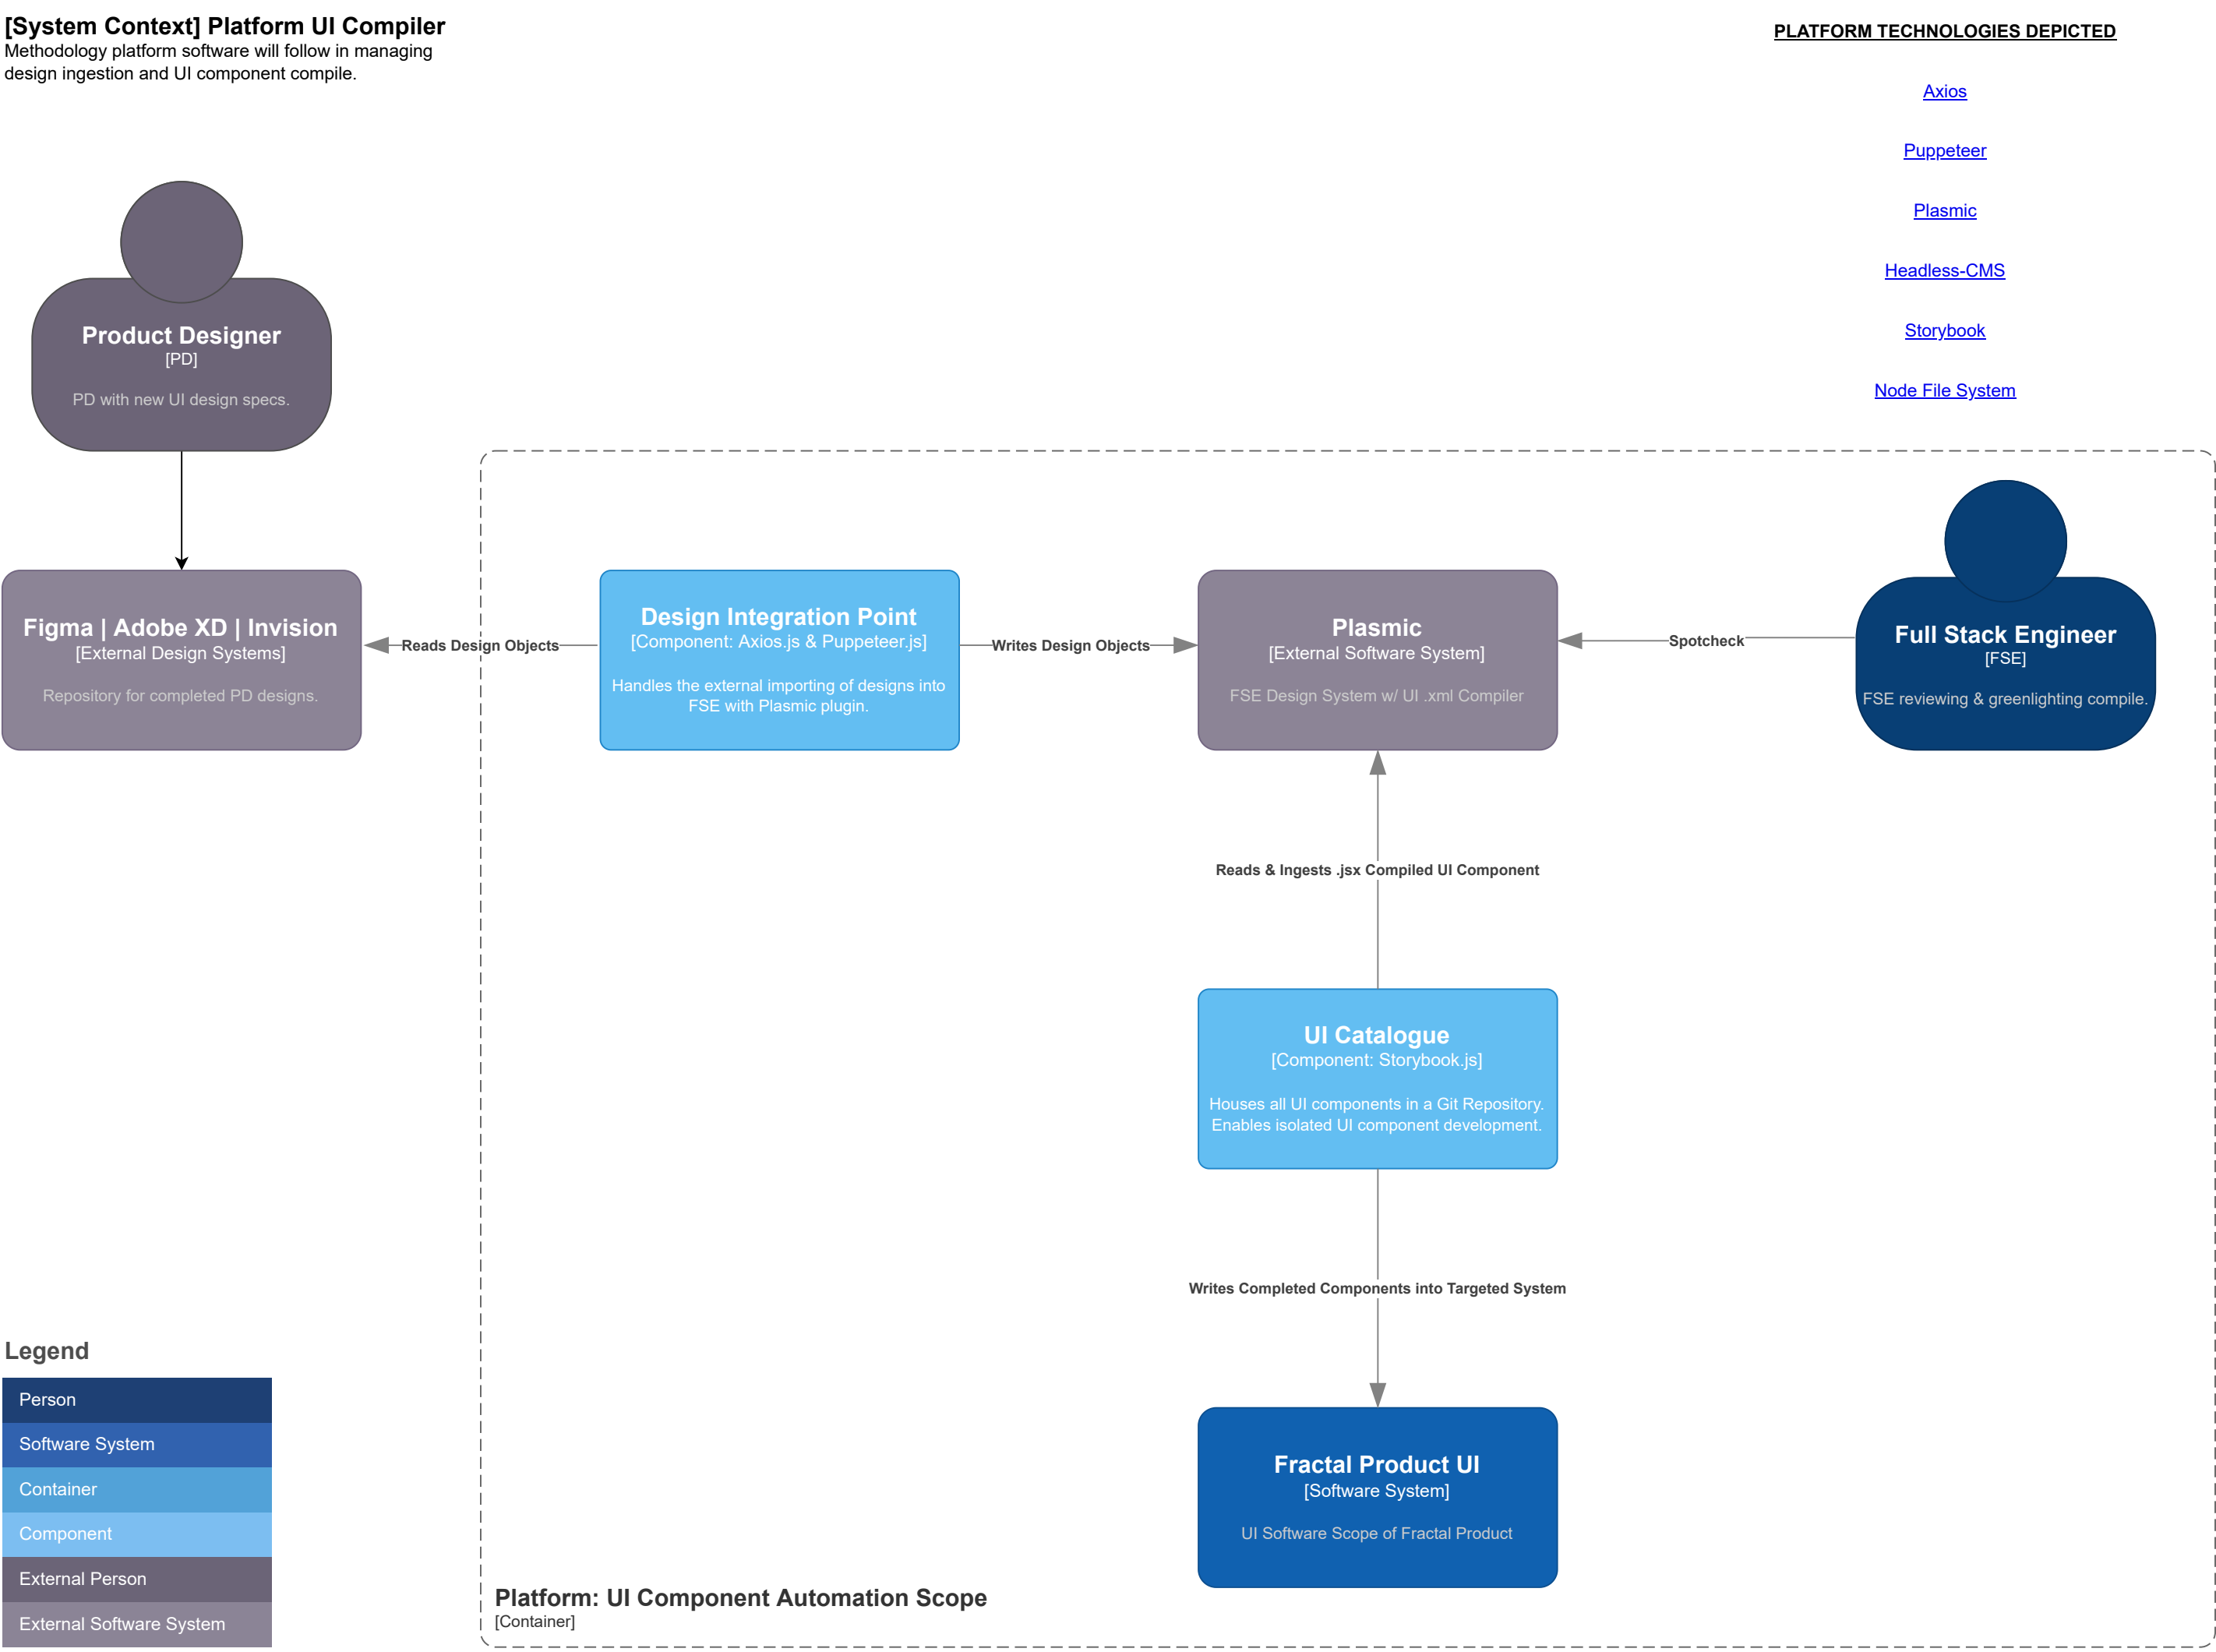 [System Context] Platform UI Compiler
Methodology platform software will follow in managing
design ingestion and UI component compile.
PLATFORM TECHNOLOGIES DEPICTED
Axios
Puppeteer
Plasmic
Headless-CMS
Storybook
Node File System
Product Designer
[PD]
PD with new UI design specs.
Figma | Adobe XD | Invision
[External Design Systems]
Repository for completed PD designs.
Reads Design Objects
Design Integration Point
[Component: Axios.js & Puppeteer.js]
Handles the external importing of designs into
FSE with Plasmic plugin.
Writes Design Objects
Plasmic
[External Software System]
FSE Design System w/ UI .xml Compiler
Spotcheck
Full Stack Engineer
[FSE]
FSE reviewing & greenlighting compile.
Reads & Ingests .jsx Compiled UI Component
UI Catalogue
[Component: Storybook.js]
Houses all UI components in a Git Repository.
Enables isolated UI component development.
Writes Completed Components into Targeted System
Fractal Product UI
[Software System]
UI Software Scope of Fractal Product
Platform: UI Component Automation Scope
[Container]
Legend
Person
Software System
Container
Component
External Person
External Software System